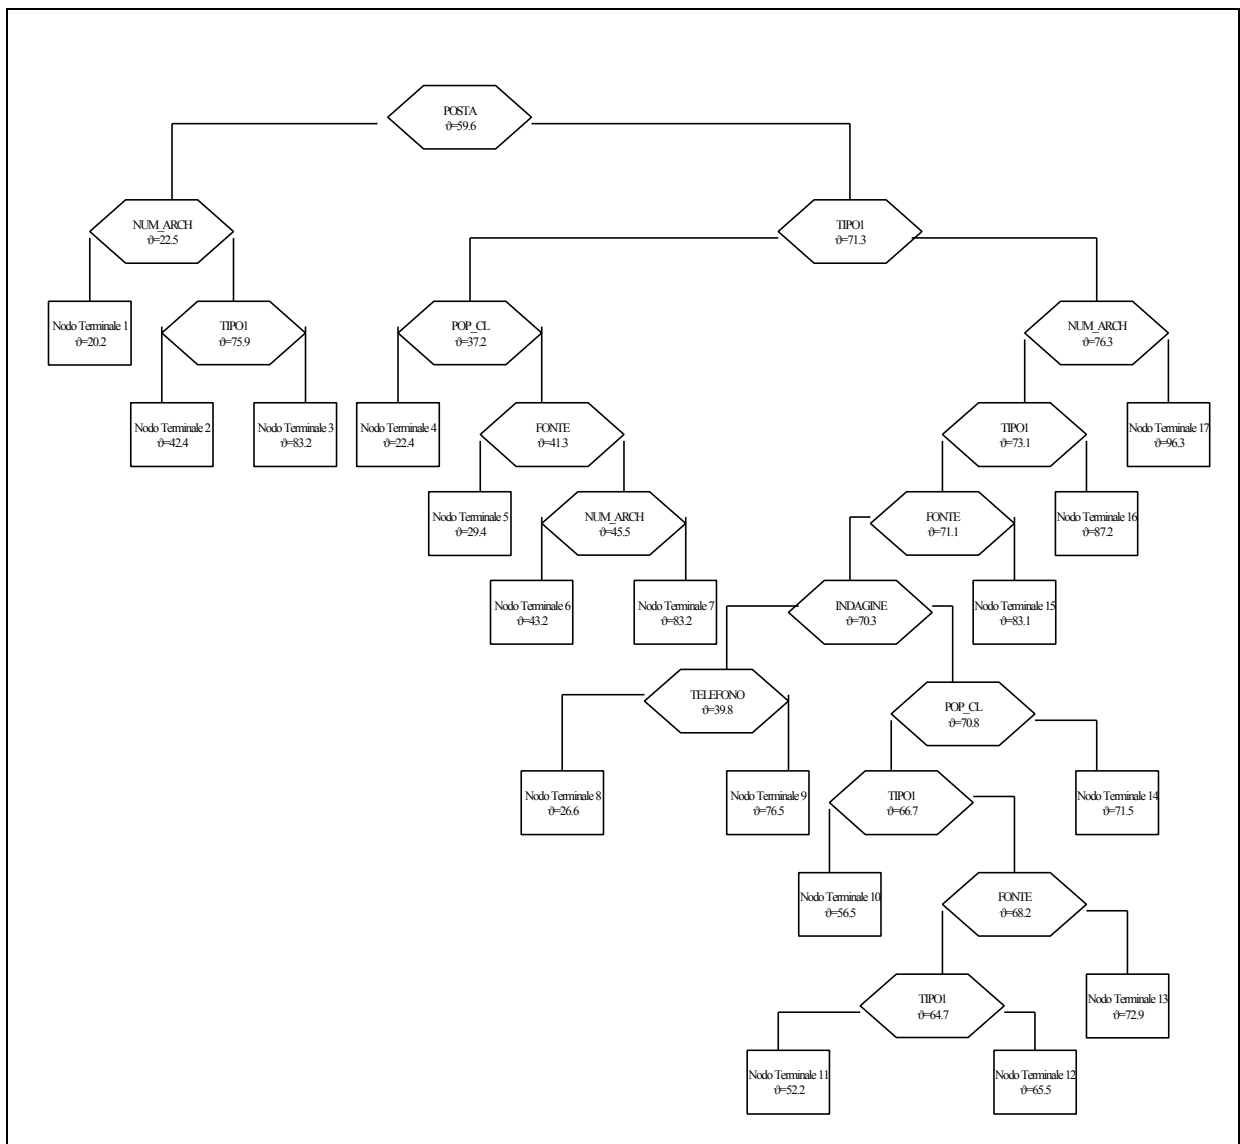 POSTA
ϑ=59.6
NUM_ARCH
ϑ=22.5
TIPO1
ϑ=71.3
Nodo Terminale 1
ϑ=20.2
TIPO1
ϑ=75.9
POP_CL
ϑ=37.2
NUM_ARCH
ϑ=76.3
Nodo Terminale 2
ϑ=42.4
Nodo Terminale 3
ϑ=83.2
Nodo Terminale 4
ϑ=22.4
FONTE
ϑ=41.3
TIPO1
ϑ=73.1
Nodo Terminale 17
ϑ=96.3
Nodo Terminale 5
ϑ=29.4
NUM_ARCH
ϑ=45.5
FONTE
ϑ=71.1
Nodo Terminale 16
ϑ=87.2
Nodo Terminale 6
ϑ=43.2
Nodo Terminale 7
ϑ=83.2
INDAGINE
ϑ=70.3
Nodo Terminale 15
ϑ=83.1
TELEFONO
ϑ=39.8
POP_CL
ϑ=70.8
Nodo Terminale 8
ϑ=26.6
Nodo Terminale 9
ϑ=76.5
TIPO1
ϑ=66.7
Nodo Terminale 14
ϑ=71.5
Nodo Terminale 10
ϑ=56.5
FONTE
ϑ=68.2
TIPO1
ϑ=64.7
Nodo Terminale 13
ϑ=72.9
Nodo Terminale 11
ϑ=52.2
Nodo Terminale 12
ϑ=65.5